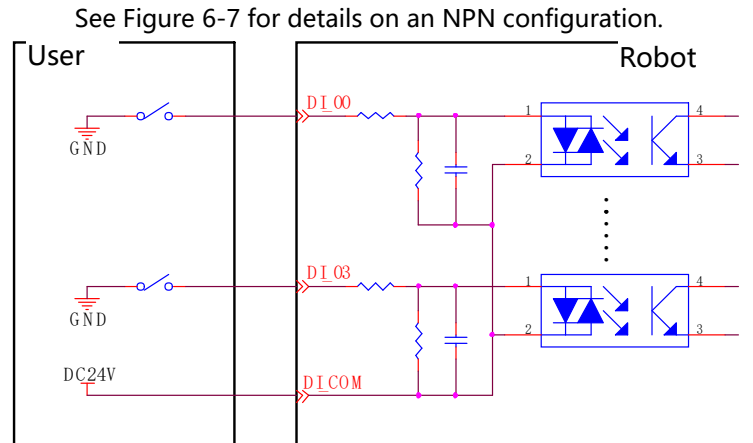 See Figure 6-7 for details on an NPN configuration.
User
Robot
DI_00
1
4
GND
2
3
DI_03
1
4
GND
2
3
DC24V
DI_COM